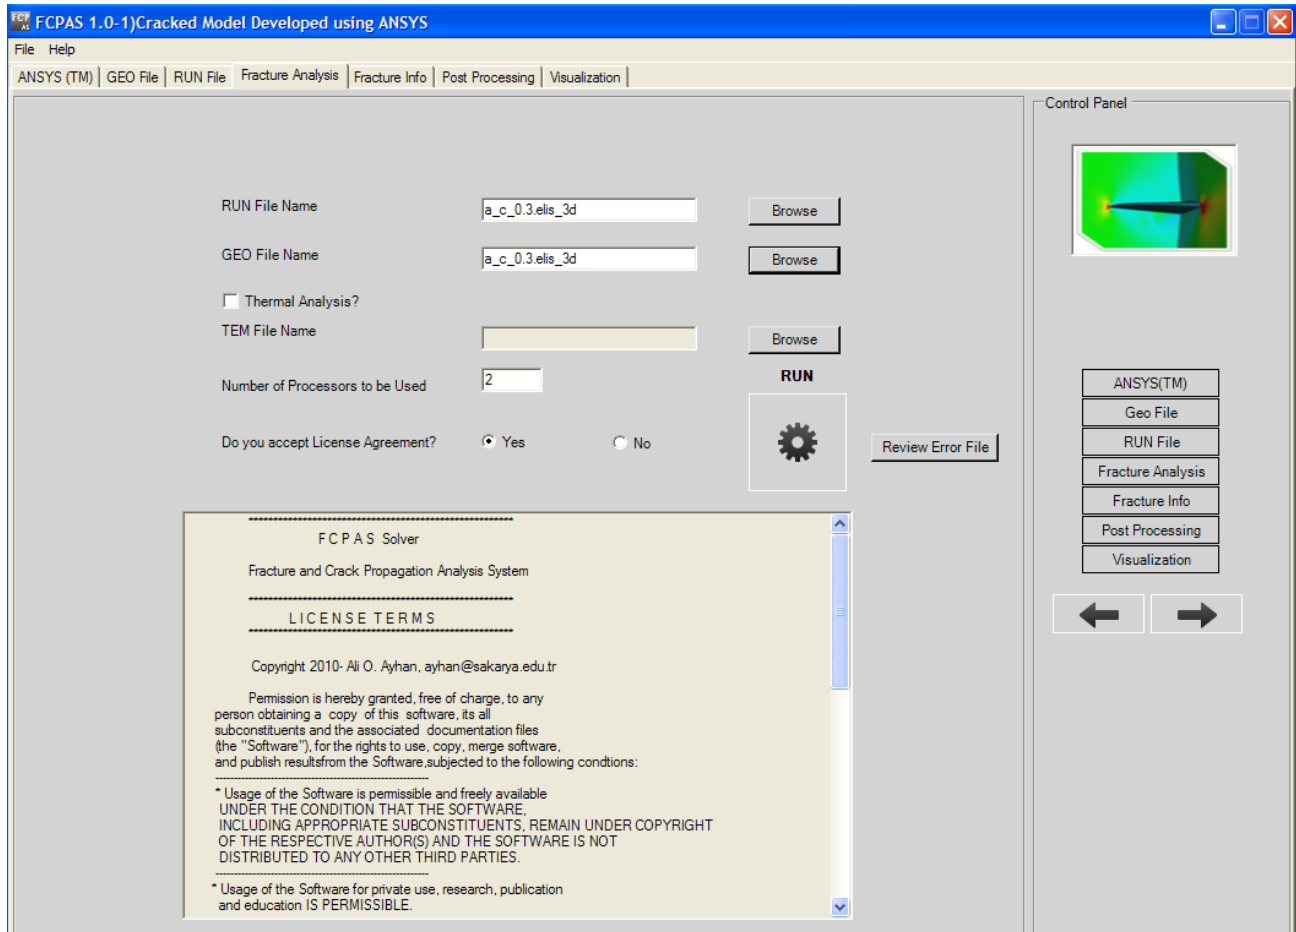 FCPAS 1.0-1)Cracked Model Developed using ANSYS
File Help
ANSYS (TM) GEO File RUN File Fracture Analysis Fracture Info Post Processing Visualization
Control Panel
RUN File Name a_c_0.3.elis_3d Browse
GEO File Name a_c_0.3.elis_3d Browse
Thermal Analysis?
TEM File Name Browse
Number of Processors to be Used 2 RUN
Do you accept License Agreement? Yes No Review Error File
ANSYS(TM)
Geo File
RUN File
Fracture Analysis
Fracture Info
Post Processing
Visualization
F C P A S Solver
Fracture and Crack Propagation Analysis System
L I C E N S E T E R M S
Copyright 2010- Ali O. Ayhan, ayhan@sakarya.edu.tr
Permission is hereby granted, free of charge, to any
person obtaining a copy of this software, its all
subconstituents and the associated documentation files
(the "Software"), for the rights to use, copy, merge software,
and publish resultsfrom the Software,subjected to the following condtions:
* Usage of the Software is permissible and freely available
UNDER THE CONDITION THAT THE SOFTWARE,
INCLUDING APPROPRIATE SUBCONSTITUENTS, REMAIN UNDER COPYRIGHT
OF THE RESPECTIVE AUTHOR(S) AND THE SOFTWARE IS NOT
DISTRIBUTED TO ANY OTHER THIRD PARTIES.
* Usage of the Software for private use, research, publication
and education IS PERMISSIBLE.